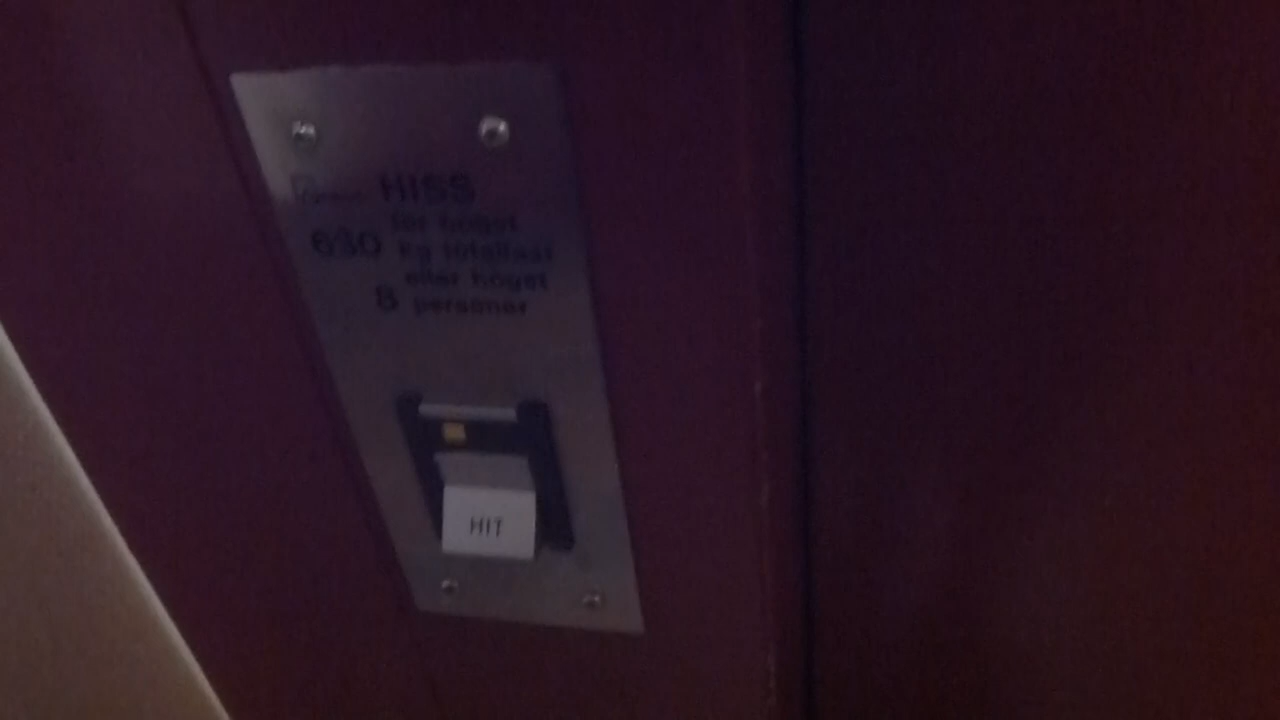 HISS
för högst
630 kg totallast
eller högst
8 personer
HIT